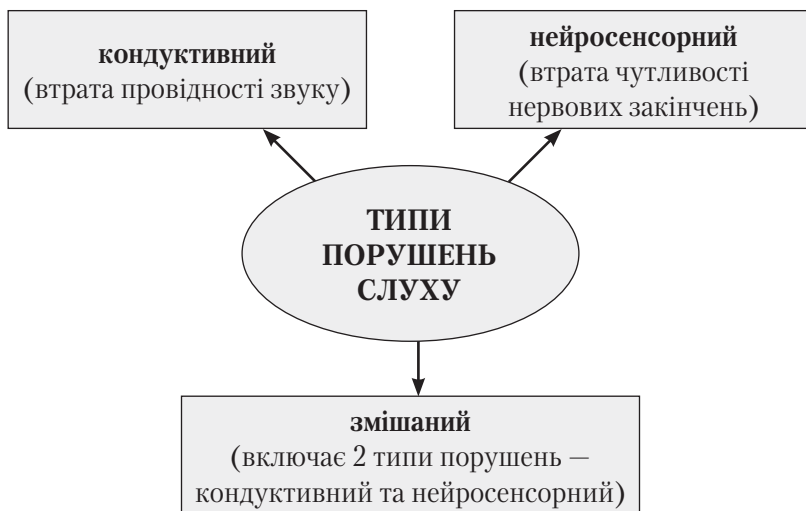 кондуктивний
(втрата провідності звуку)
нейросенсорний
(втрата чутливості
нервових закінчень)
ТИПИ
ПОРУШЕНЬ
СЛУХУ
змішаний
(включає 2 типи порушень —
кондуктивний та нейросенсорний)